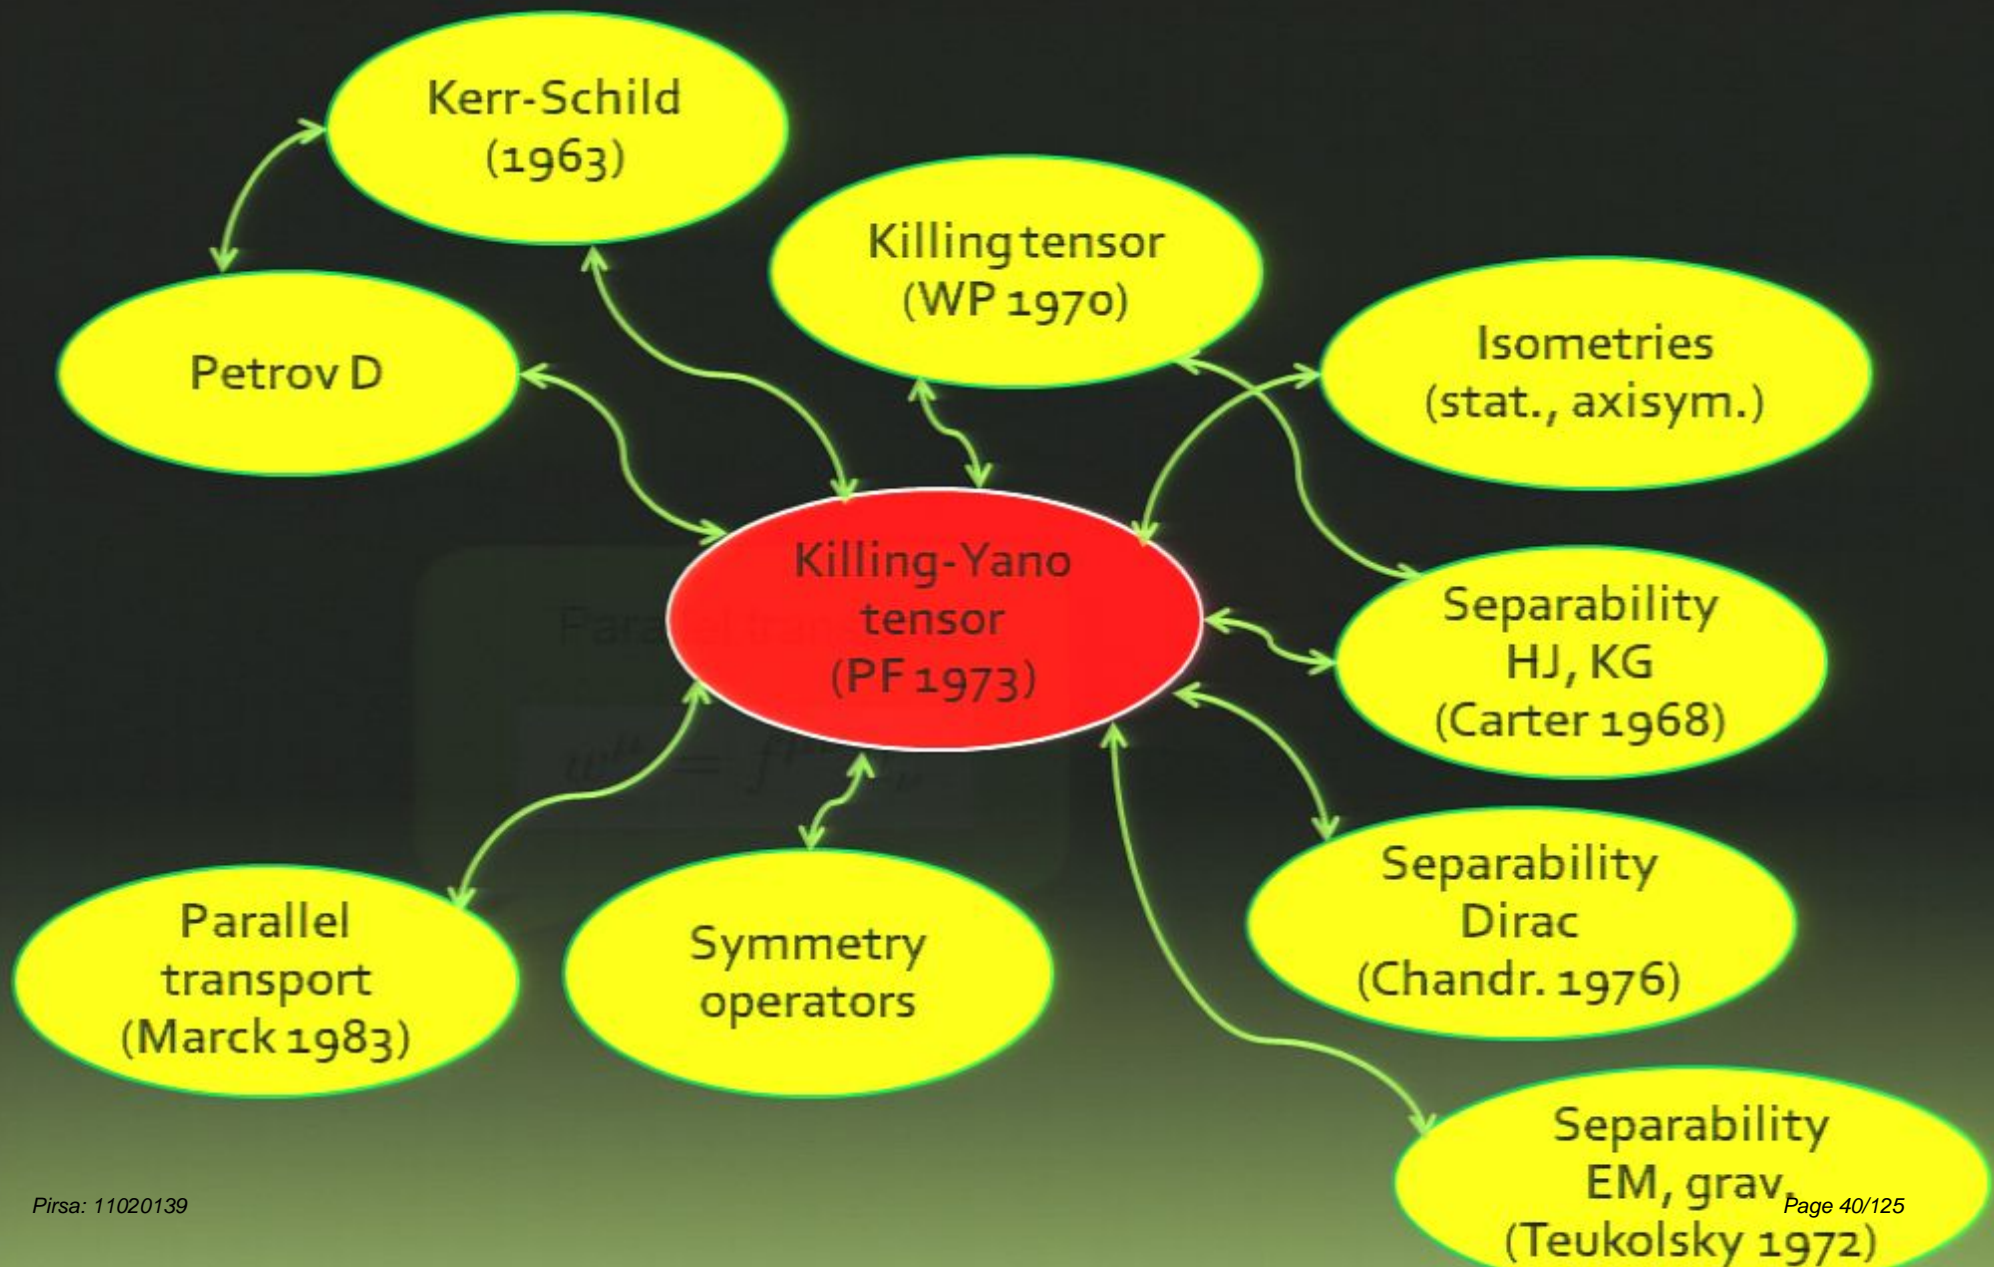 Kerr-Schild
(1963)
Killing tensor
(WP 1970)
Isometries
(stat., axisym.)
Petrov D
Killing-Yano
tensor
(PF 1973)
Separability
HJ, KG
(Carter 1968)
Separability
Dirac
(Chandr. 1976)
Parallel
transport
(Marck 1983)
Symmetry
operators
Separability
EM, grav.
(Teukolsky 1972)
Pirsa: 11020139
Page 40/125